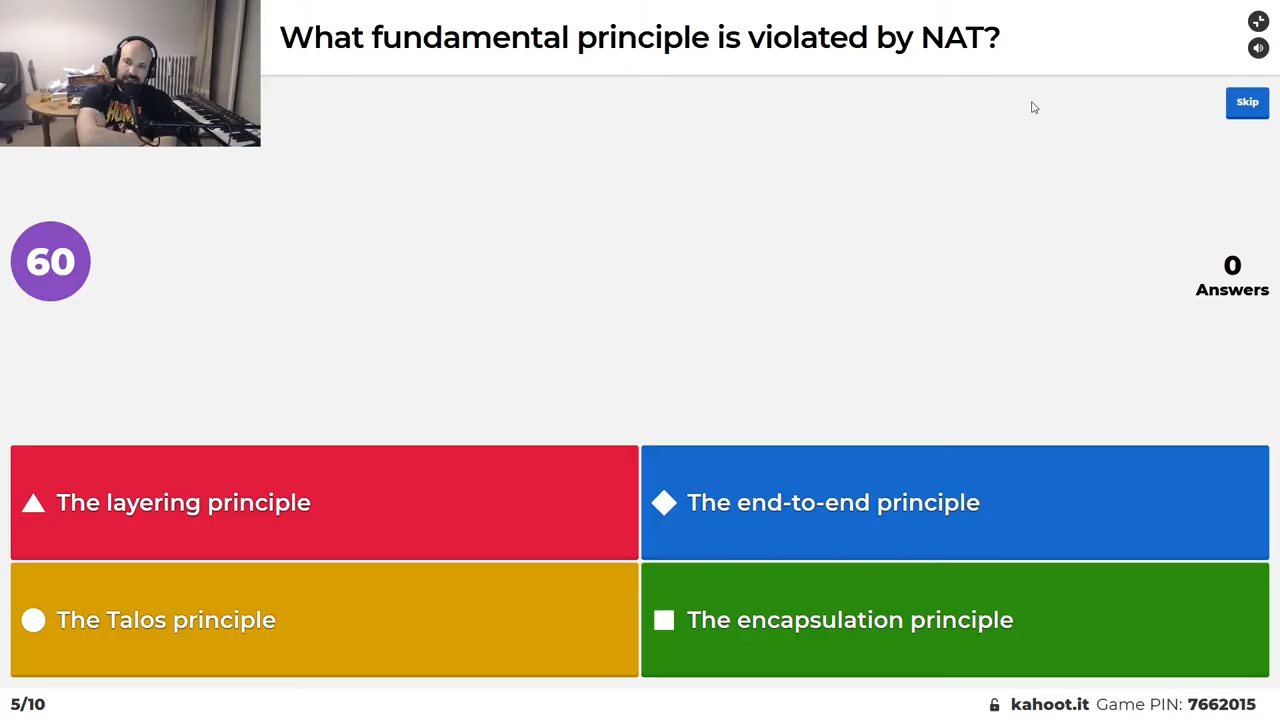 What fundamental principle is violated by NAT?
Skip
60
0
Answers
The layering principle
The end-to-end principle
The Talos principle
The encapsulation principle
5/10
kahoot.it Game PIN: 7662015